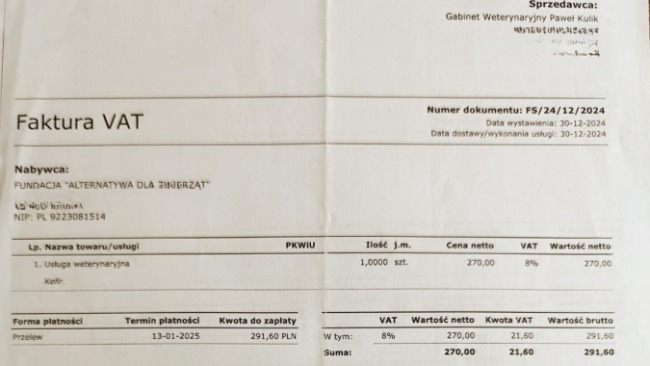 Sprzedawca:
Gabinet Weterynaryjny Paweł Kulik
Faktura VAT
Numer dokumentu: FS/24/12/2024
Data wystawienia: 30-12-2024
Data dostawy/wykonania usługi: 30-12-2024
Nabywca:
FUNDACJA "ALTERNATYWA DLA ZWIERZĄT"
NIP: PL 9223081514
Lp. Nazwa towaru/usługi PKWIU Ilość j.m. Cena netto VAT Wartość netto
1. Usługa weterynaryjna 1,0000 szt. 270,00 8% 270,00
Kefir.
Forma płatności Termin płatności Kwota do zapłaty
Przelew 13-01-2025 291,60 PLN
VAT Wartość netto Kwota VAT Wartość brutto
W tym: 8% 270,00 21,60 291,60
Suma: 270,00 21,60 291,60